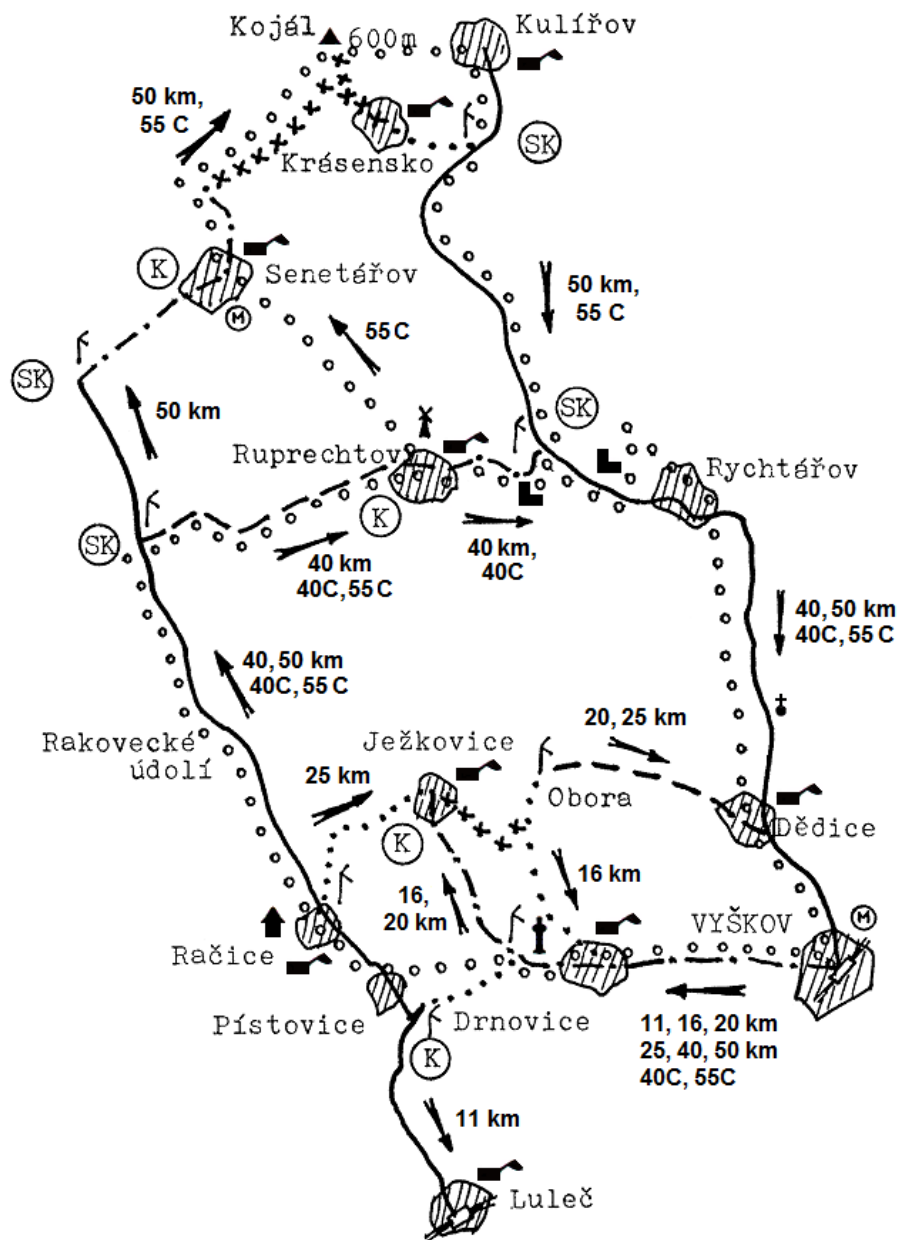 Kojál
600m
Kulířov
50 km,
55 C
Krásensko
SK
K
Senetářov
M
50 km,
55 C
55 C
SK
50 km
SK
Ruprechtov
Rychtářov
K
SK
40 km
40C, 55 C
40 km,
40C
40, 50 km
40C, 55 C
40, 50 km
40C, 55 C
Rakovecké
údolí
Ježkovice
20, 25 km
25 km
Obora
Dědice
K
16 km
16,
20 km
VYŠKOV
M
Račice
Pístovice
Drnovice
11, 16, 20 km
25, 40, 50 km
40C, 55C
K
11 km
Luleč